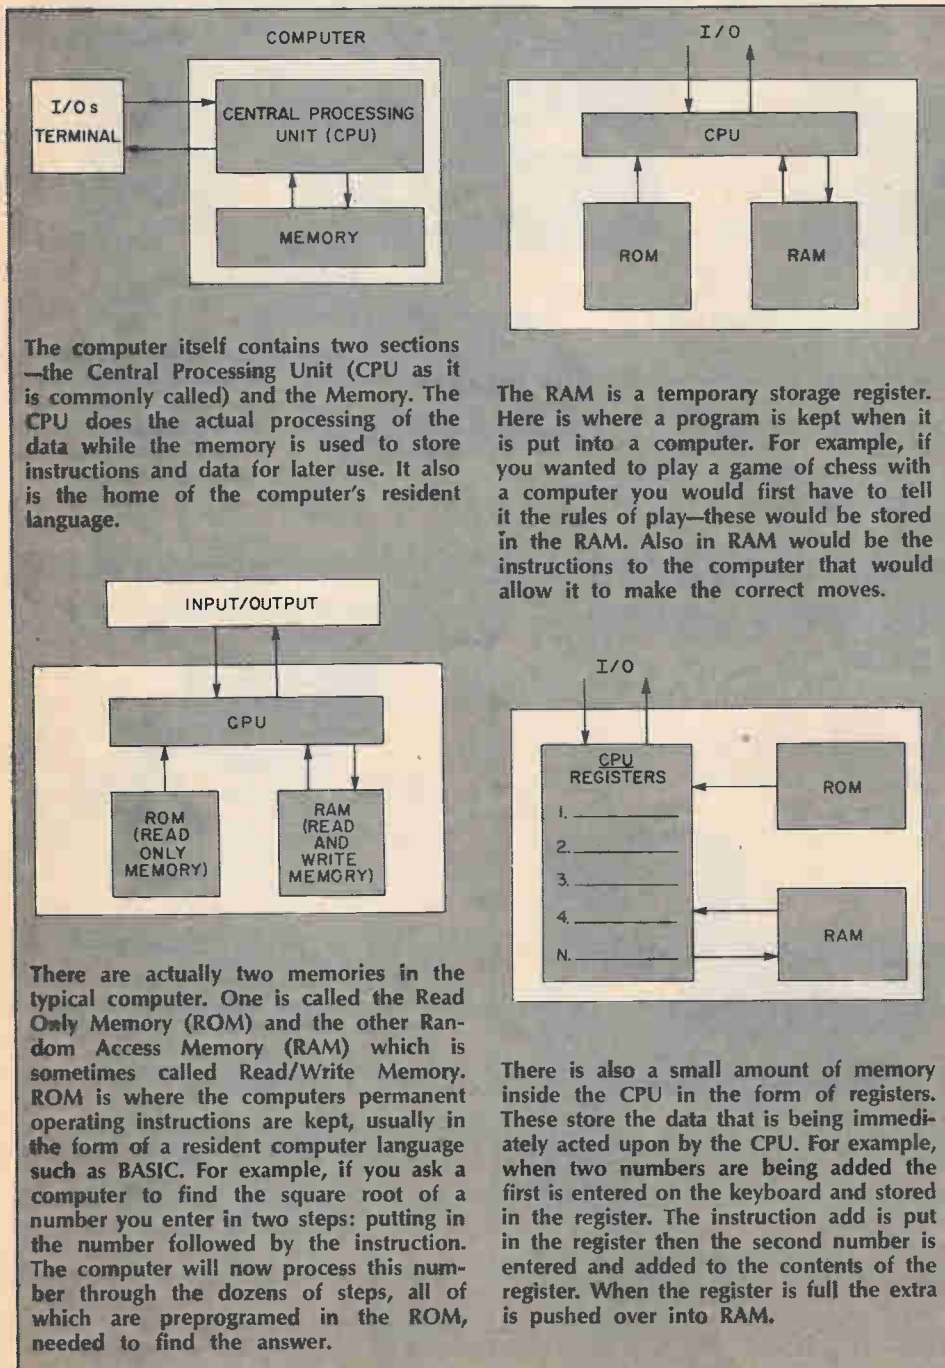 COMPUTER
I/Os
TERMINAL
CENTRAL PROCESSING
UNIT (CPU)
MEMORY
The computer itself contains two sections
—the Central Processing Unit (CPU as it
is commonly called) and the Memory. The
CPU does the actual processing of the
data while the memory is used to store
instructions and data for later use. It also
is the home of the computer's resident
language.
INPUT/OUTPUT
CPU
ROM
(READ
ONLY
MEMORY)
RAM
(READ
AND
WRITE
MEMORY)
There are actually two memories in the
typical computer. One is called the Read
Only Memory (ROM) and the other Ran-
dom Access Memory (RAM) which is
sometimes called Read/Write Memory.
ROM is where the computers permanent
operating instructions are kept, usually in
the form of a resident computer language
such as BASIC. For example, if you ask a
computer to find the square root of a
number you enter in two steps: putting in
the number followed by the instruction.
The computer will now process this num-
ber through the dozens of steps, all of
which are preprogramed in the ROM,
needed to find the answer.
I/O
CPU
ROM
RAM
The RAM is a temporary storage register.
Here is where a program is kept when it
is put into a computer. For example, if
you wanted to play a game of chess with
a computer you would first have to tell
it the rules of play—these would be stored
in the RAM. Also in RAM would be the
instructions to the computer that would
allow it to make the correct moves.
I/O
CPU
REGISTERS
1.
2.
3.
4.
N.
ROM
RAM
There is also a small amount of memory
inside the CPU in the form of registers.
These store the data that is being immedi-
ately acted upon by the CPU. For example,
when two numbers are being added the
first is entered on the keyboard and stored
in the register. The instruction add is put
in the register then the second number is
entered and added to the contents of the
register. When the register is full the extra
is pushed over into RAM.